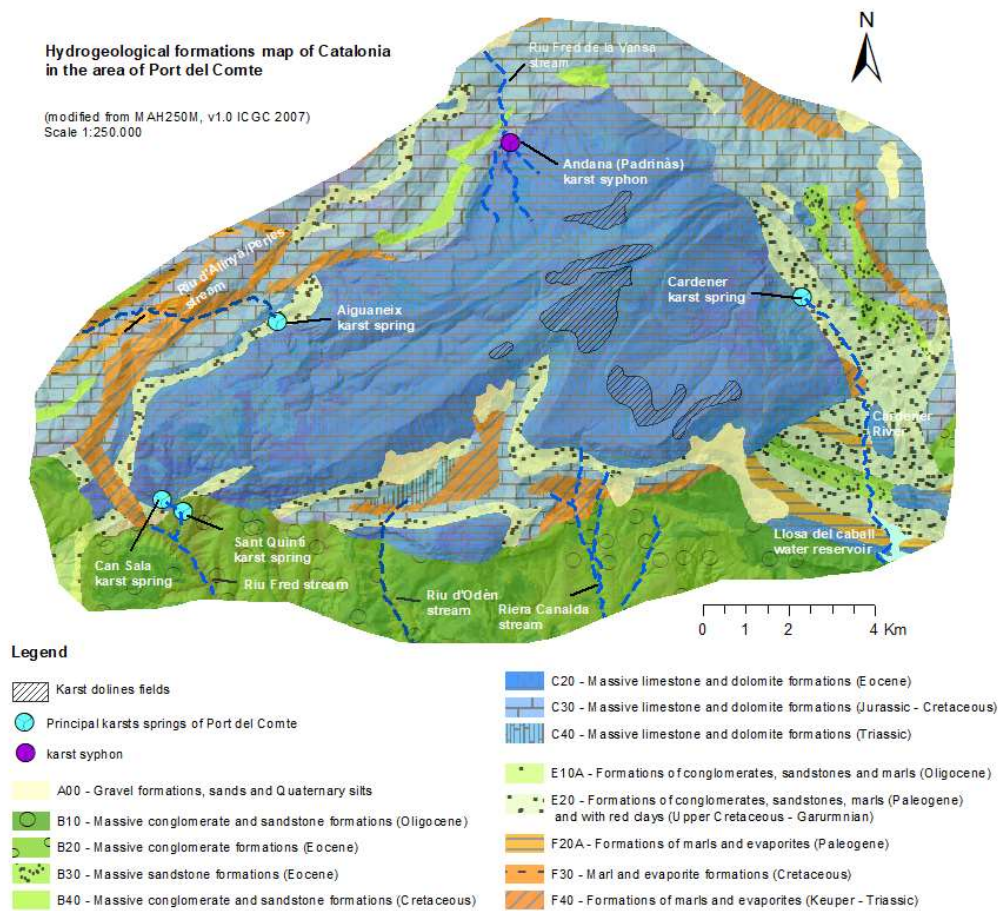 Hydrogeological formations map of Catalonia
in the area of Port del Comte
(modified from MAH250M, v1.0 ICGC 2007)
Scale 1:250.000
N
Riu Fred de la Vansa
stream
Andana (Padrinàs)
karst syphon
Riu d'Alinyà/Perles
stream
Aiguaneix
karst spring
Cardener
karst spring
Cardener
River
Can Sala
karst spring
Sant Quintí
karst spring
Riu Fred stream
Riu d'Odèn
stream
Riera Canalda
stream
Llosa del caball
water reservoir
0 1 2 4 Km
Legend
Karst dolines fields
Principal karsts springs of Port del Comte
karst syphon
A00 - Gravel formations, sands and Quaternary silts
B10 - Massive conglomerate and sandstone formations (Oligocene)
B20 - Massive conglomerate formations (Eocene)
B30 - Massive sandstone formations (Eocene)
B40 - Massive conglomerate and sandstone formations (Cretaceous)
C20 - Massive limestone and dolomite formations (Eocene)
C30 - Massive limestone and dolomite formations (Jurassic - Cretaceous)
C40 - Massive limestone and dolomite formations (Triassic)
E10A - Formations of conglomerates, sandstones and marls (Oligocene)
E20 - Formations of conglomerates, sandstones, marls (Paleogene)
and with red clays (Upper Cretaceous - Garurmnian)
F20A - Formations of marls and evaporites (Paleogene)
F30 - Marl and evaporite formations (Cretaceous)
F40 - Formations of marls and evaporites (Keuper - Triassic)